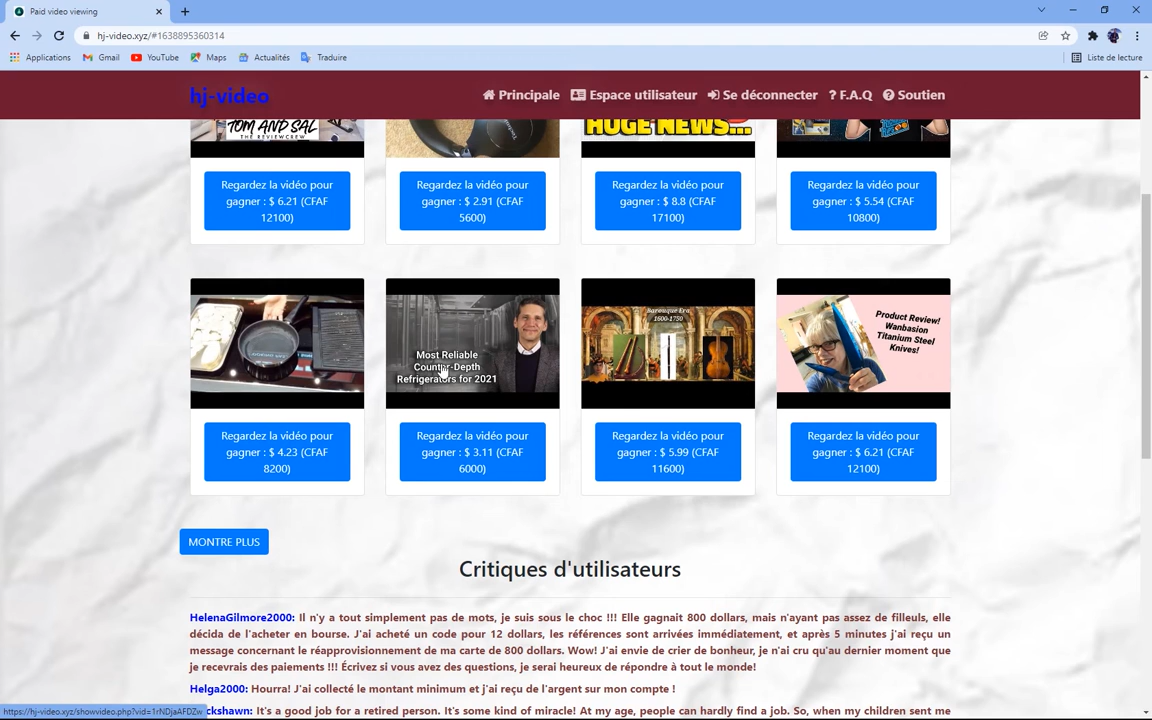 Paid video viewing
hj-video.xyz/#1638895360314
Applications Gmail YouTube Maps Actualités Traduire Liste de lecture
hj-video Principale Espace utilisateur Se déconnecter ? F.A.Q Soutien
TOM AND SAL
THE REVIEWCREW
HUGE NEWS...
Regardez la vidéo pour gagner : $ 6.21 (CFAF 12100)
Regardez la vidéo pour gagner : $ 2.91 (CFAF 5600)
Regardez la vidéo pour gagner : $ 8.8 (CFAF 17100)
Regardez la vidéo pour gagner : $ 5.54 (CFAF 10800)
Most Reliable
Counter-Depth
Refrigerators for 2021
Baroque Era
1600-1750
Product Review!
Wanbasion
Titanium Steel
Knives!
Regardez la vidéo pour gagner : $ 4.23 (CFAF 8200)
Regardez la vidéo pour gagner : $ 3.11 (CFAF 6000)
Regardez la vidéo pour gagner : $ 5.99 (CFAF 11600)
Regardez la vidéo pour gagner : $ 6.21 (CFAF 12100)
MONTRE PLUS
Critiques d'utilisateurs
HelenaGilmore2000: Il n'y a tout simplement pas de mots, je suis sous le choc !!! Elle gagnait 800 dollars, mais n'ayant pas assez de filleuls, elle
décida de l'acheter en bourse. J'ai acheté un code pour 12 dollars, les références sont arrivées immédiatement, et après 5 minutes j'ai reçu un
message concernant le réapprovisionnement de ma carte de 800 dollars. Wow! J'ai envie de crier de bonheur, je n'ai cru qu'au dernier moment que
je recevrais des paiements !!! Écrivez si vous avez des questions, je serai heureux de répondre à tout le monde!
Helga2000: Hourra! J'ai collecté le montant minimum et j'ai reçu de l'argent sur mon compte !
ckshawn: It's a good job for a retired person. It's some kind of miracle! At my age, people can hardly find a job. So, when my children sent me
https://hj-video.xyz/showvideo.php?vid=1rNDjaAFDZw